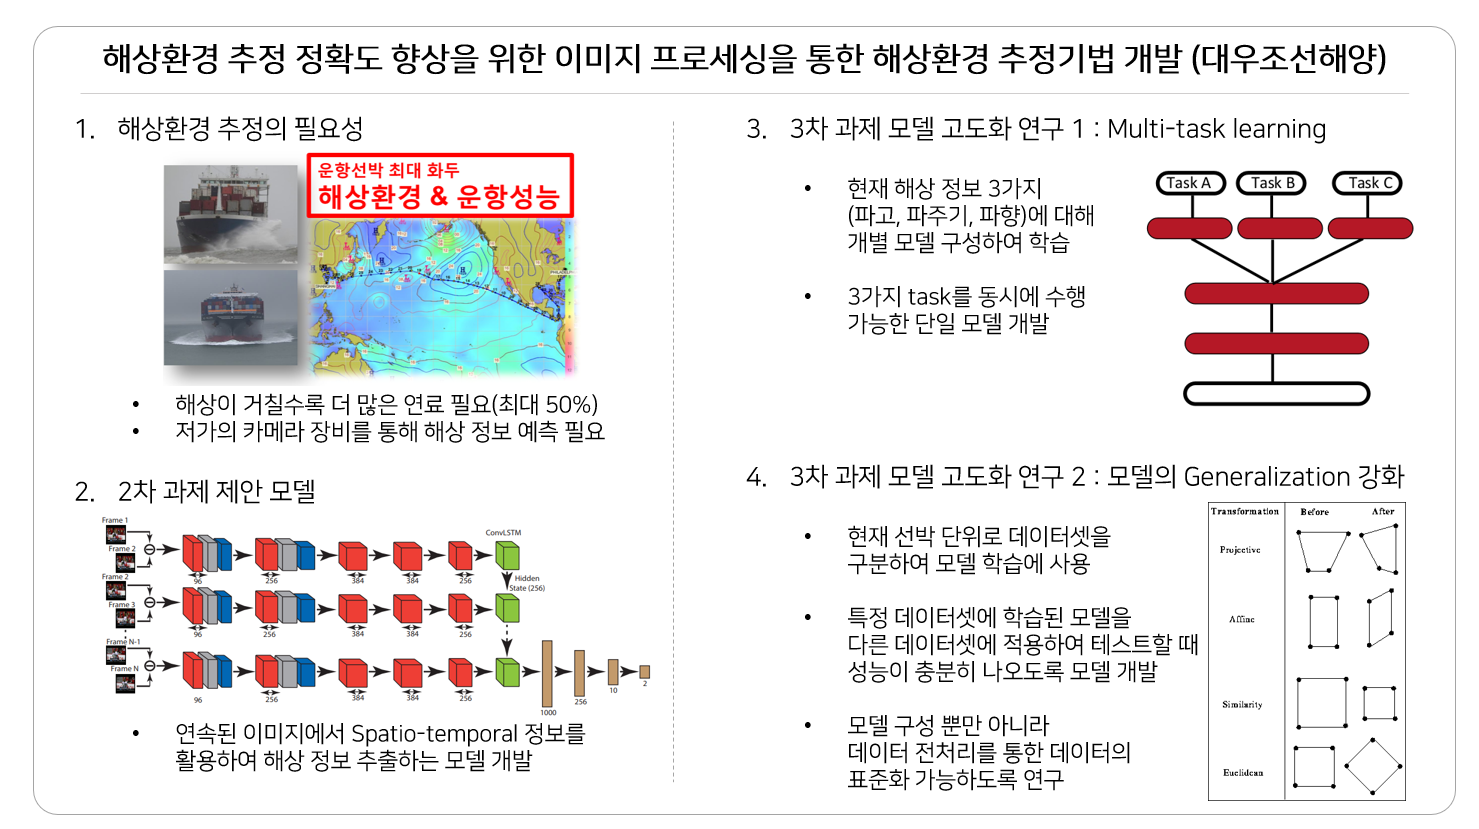 해상환경 추정 정확도 향상을 위한 이미지 프로세싱을 통한 해상환경 추정기법 개발 (대우조선해양)
1. 해상환경 추정의 필요성
운항선박 최대 화두
해상환경 & 운항성능
• 해상이 거칠수록 더 많은 연료 필요(최대 50%)
• 저가의 카메라 장비를 통해 해상 정보 예측 필요
2. 2차 과제 제안 모델
Frame 1
Frame 2
96
256
384
384
256
ConvLSTM
Hidden
State (256)
Frame 2
Frame 3
96
256
384
384
256
Frame N-1
Frame N
96
256
384
384
256
1000
256
10
2
• 연속된 이미지에서 Spatio-temporal 정보를
활용하여 해상 정보 추출하는 모델 개발
3. 3차 과제 모델 고도화 연구 1 : Multi-task learning
• 현재 해상 정보 3가지
(파고, 파주기, 파향)에 대해
개별 모델 구성하여 학습
• 3가지 task를 동시에 수행
가능한 단일 모델 개발
Task A
Task B
Task C
4. 3차 과제 모델 고도화 연구 2 : 모델의 Generalization 강화
• 현재 선박 단위로 데이터셋을
구분하여 모델 학습에 사용
• 특정 데이터셋에 학습된 모델을
다른 데이터셋에 적용하여 테스트할 때
성능이 충분히 나오도록 모델 개발
• 모델 구성 뿐만 아니라
데이터 전처리를 통한 데이터의
표준화 가능하도록 연구
Transformation Before After
Projective
Affine
Similarity
Euclidean